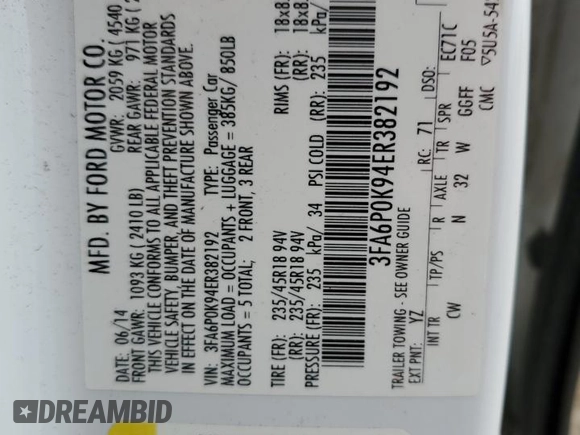 MFD. BY FORD MOTOR CO.
DATE: 06/14 GVWR: 2059 KG ( 4540
FRONT GAWR: 1093 KG ( 2410 LB) REAR GAWR: 971 KG (
THIS VEHICLE CONFORMS TO ALL APPLICABLE FEDERAL MOTOR
VEHICLE SAFETY, BUMPER, AND THEFT PREVENTION STANDARDS
IN EFFECT ON THE DATE OF MANUFACTURE SHOWN ABOVE.
VIN: 3FA6P0K94ER382192 TYPE: Passenger Car
MAXIMUM LOAD = OCCUPANTS + LUGGAGE = 385KG/ 850LB
OCCUPANTS = 5 TOTAL; 2 FRONT, 3 REAR
TIRE (FR): 235/45R18 94V RIMS (FR): 18x8.
(RR): 235/45R18 94V (RR): 18x8.
PRESSURE (FR): 235 kPa/ 34 PSI COLD (RR): 235 kPa/
3FA6P0K94ER382192
TRAILER TOWING - SEE OWNER GUIDE
EXT PNT: YZ RC: 71 DSO:
INT TR TP/PS R AXLE TR SPR EC71C
CW N 32 W GGFF F05
CMC ▽5U5A-54
DREAMBID